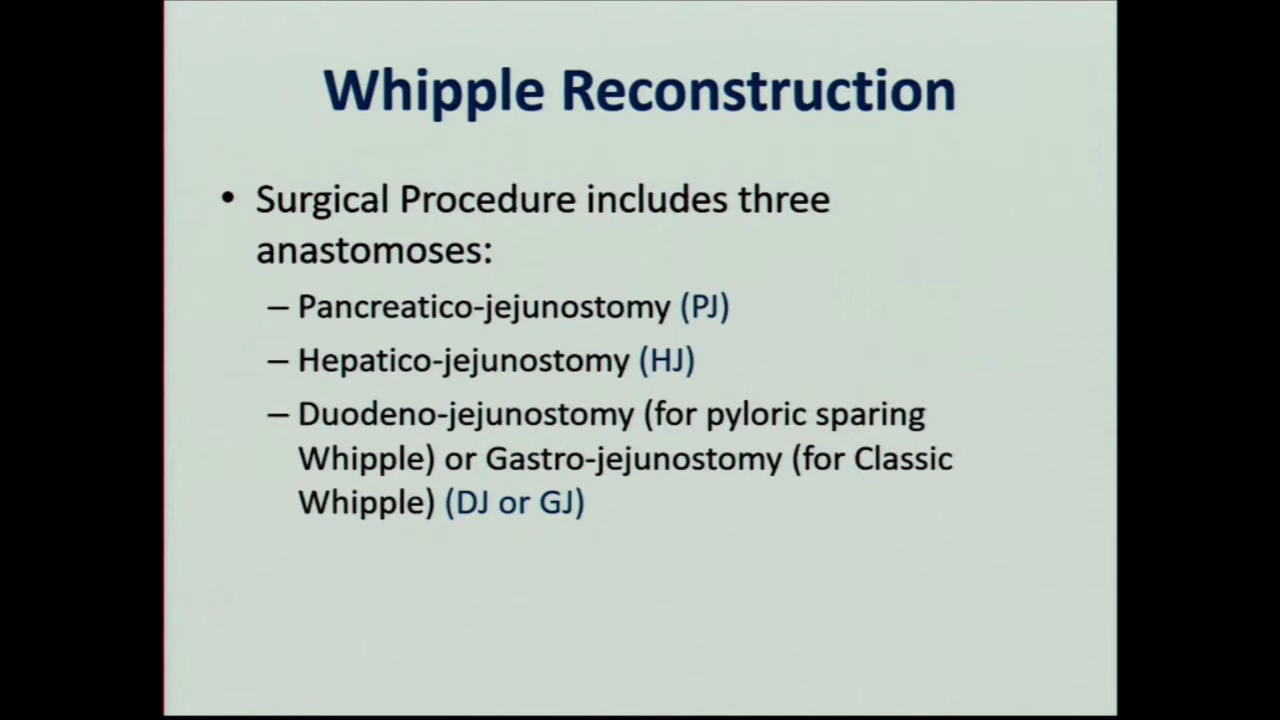 Whipple Reconstruction
• Surgical Procedure includes three
anastomoses:
– Pancreatico-jejunostomy (PJ)
– Hepatico-jejunostomy (HJ)
– Duodeno-jejunostomy (for pyloric sparing
Whipple) or Gastro-jejunostomy (for Classic
Whipple) (DJ or GJ)